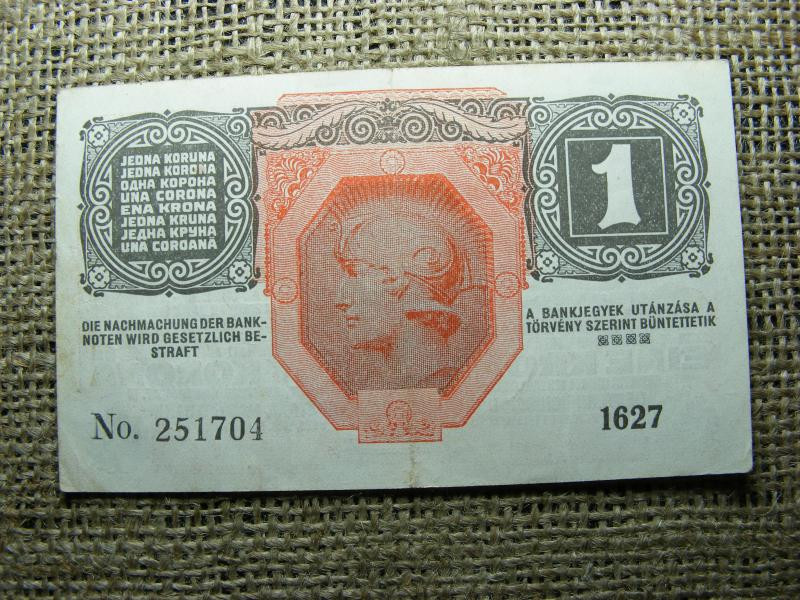 JEDNA KORUNA
JEDNA KORONA
ОДНА КОРОНА
UNA CORONA
ENA KRONA
JEDNA KRUNA
ЈЕДНА КРУНА
UNA COROANĂ
1
DIE NACHMACHUNG DER BANK-
NOTEN WIRD GESETZLICH BE-
STRAFT
A BANKJEGYEK UTÁNZÁSA A
TÖRVÉNY SZERINT BÜNTETTETIK
No. 251704
1627